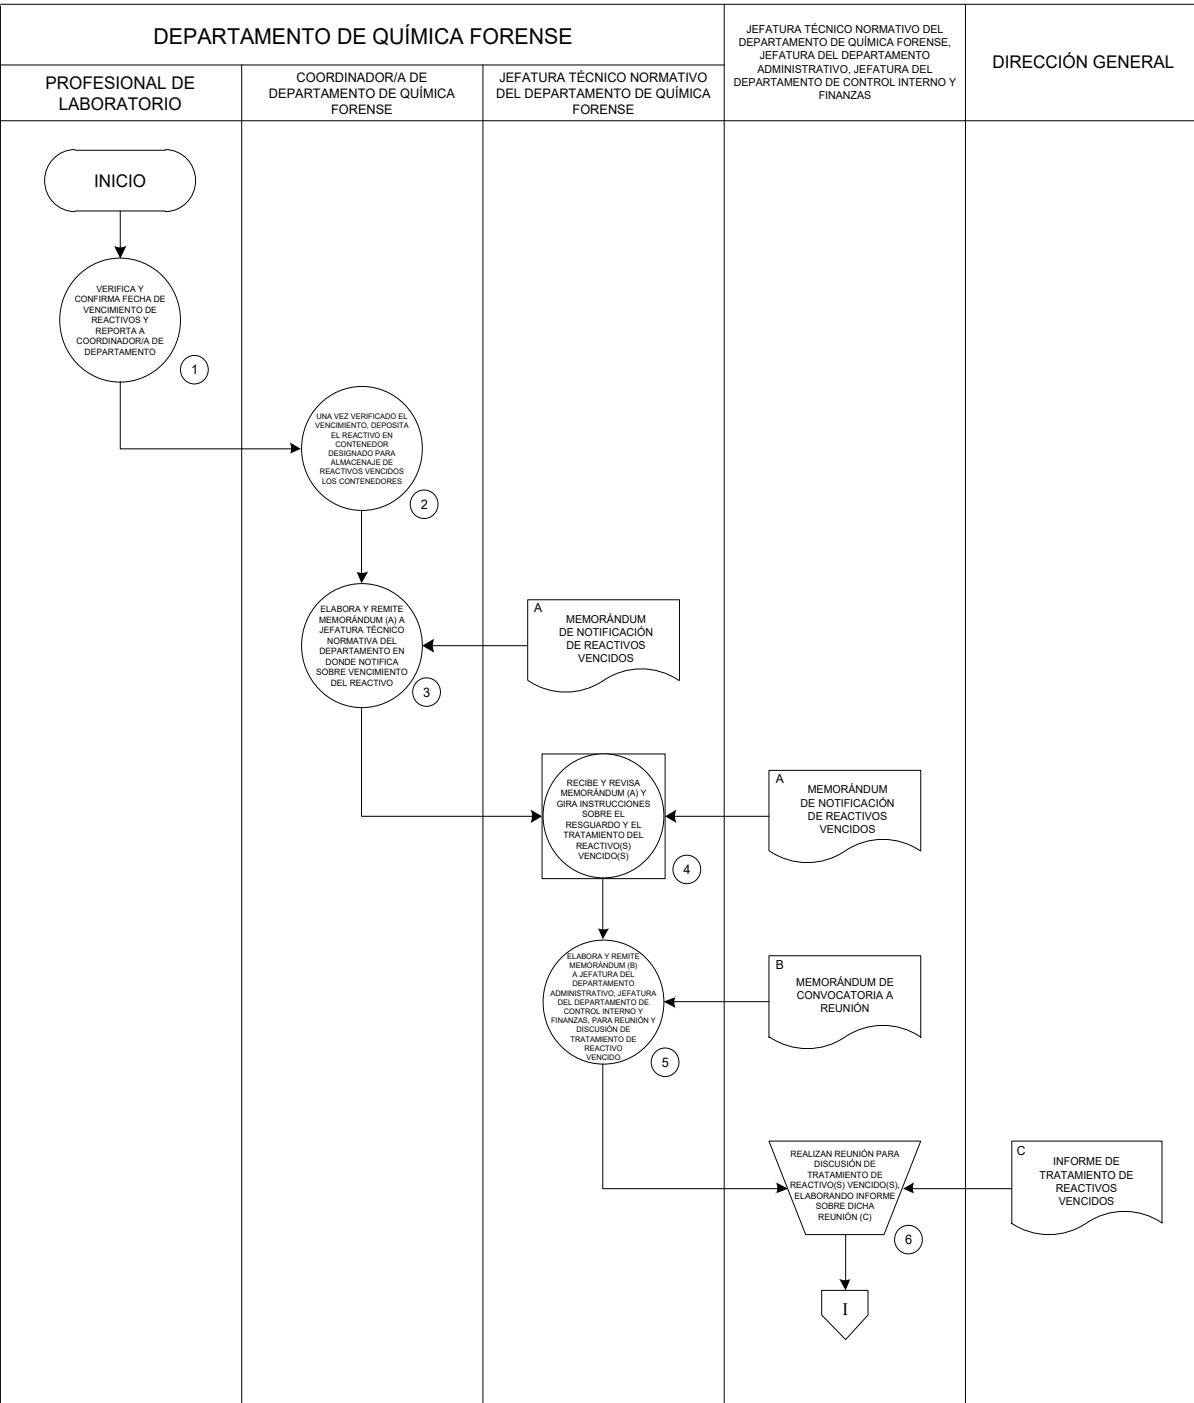 DEPARTAMENTO DE QUÍMICA FORENSE
JEFATURA TÉCNICO NORMATIVO DEL
DEPARTAMENTO DE QUÍMICA FORENSE,
JEFATURA DEL DEPARTAMENTO
ADMINISTRATIVO, JEFATURA DEL
DEPARTAMENTO DE CONTROL INTERNO Y
FINANZAS
DIRECCIÓN GENERAL
PROFESIONAL DE
LABORATORIO
COORDINADOR/A DE
DEPARTAMENTO DE QUÍMICA
FORENSE
JEFATURA TÉCNICO NORMATIVO
DEL DEPARTAMENTO DE QUÍMICA
FORENSE
INICIO
VERIFICA Y
CONFIRMA FECHA DE
VENCIMIENTO DE
REACTIVOS Y
REPORTA A
COORDINADOR/A DE
DEPARTAMENTO
1
UNA VEZ VERIFICADO EL
VENCIMIENTO, DEPOSITA
EL REACTIVO EN
CONTENEDOR
DESIGNADO PARA
ALMACENAJE DE
REACTIVOS VENCIDOS
LOS CONTENEDORES
2
ELABORA Y REMITE
MEMORÁNDUM (A) A
JEFATURA TÉCNICO
NORMATIVA DEL
DEPARTAMENTO EN
DONDE NOTIFICA
SOBRE VENCIMIENTO
DEL REACTIVO
3
A
MEMORÁNDUM
DE NOTIFICACIÓN
DE REACTIVOS
VENCIDOS
RECIBE Y REVISA
MEMORÁNDUM (A) Y
GIRA INSTRUCCIONES
SOBRE EL
RESGUARDO Y EL
TRATAMIENTO DEL
REACTIVO(S)
VENCIDO(S)
4
A
MEMORÁNDUM
DE NOTIFICACIÓN
DE REACTIVOS
VENCIDOS
ELABORA Y REMITE
MEMORÁNDUM (B)
A JEFATURA DEL
DEPARTAMENTO
ADMINISTRATIVO, JEFATURA
DEL DEPARTAMENTO DE
CONTROL INTERNO Y
FINANZAS, PARA REUNIÓN Y
DISCUSIÓN DE
TRATAMIENTO DE
REACTIVO
VENCIDO
5
B
MEMORÁNDUM DE
CONVOCATORIA A
REUNIÓN
REALIZAN REUNIÓN PARA
DISCUSIÓN DE
TRATAMIENTO DE
REACTIVO(S) VENCIDO(S),
ELABORANDO INFORME
SOBRE DICHA
REUNIÓN (C)
6
C
INFORME DE
TRATAMIENTO DE
REACTIVOS
VENCIDOS
I